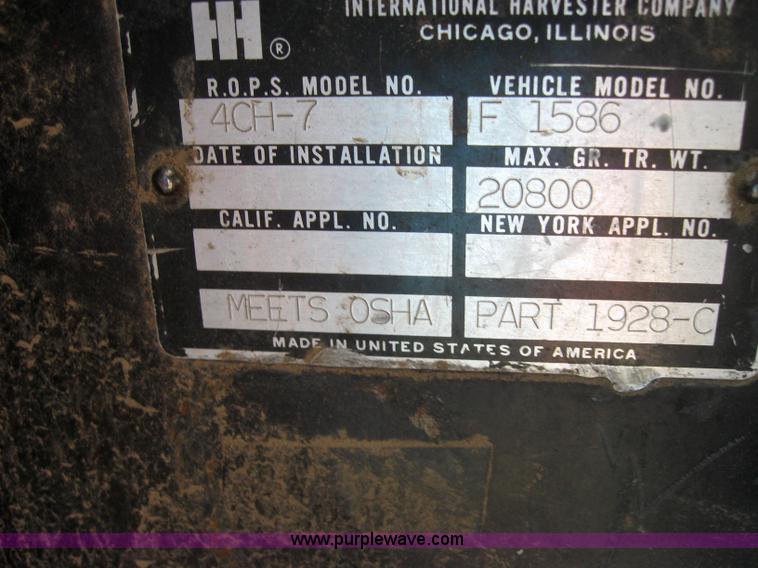 INTERNATIONAL HARVESTER COMPANY
CHICAGO, ILLINOIS
IH ®
R.O.P.S. MODEL NO. VEHICLE MODEL NO.
4CH-7 F 1586
DATE OF INSTALLATION MAX. GR. TR. WT.
20800
CALIF. APPL. NO. NEW YORK APPL. NO.
MEETS OSHA PART 1928-C
MADE IN UNITED STATES OF AMERICA
www.purplewave.com